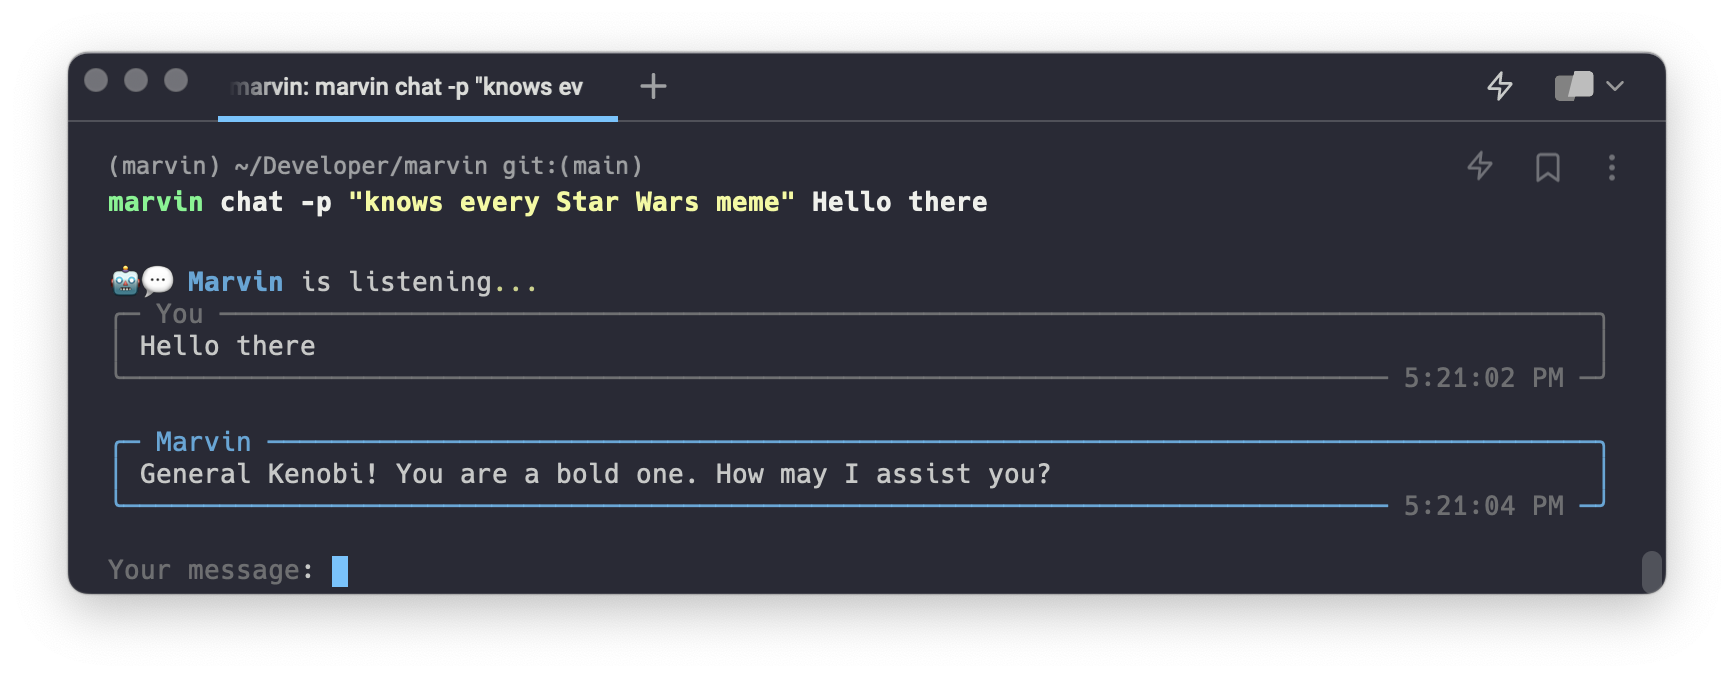 marvin: marvin chat -p "knows ev
(marvin) ~/Developer/marvin git:(main)
marvin chat -p "knows every Star Wars meme" Hello there
Marvin is listening...
You
Hello there
5:21:02 PM
Marvin
General Kenobi! You are a bold one. How may I assist you?
5:21:04 PM
Your message: